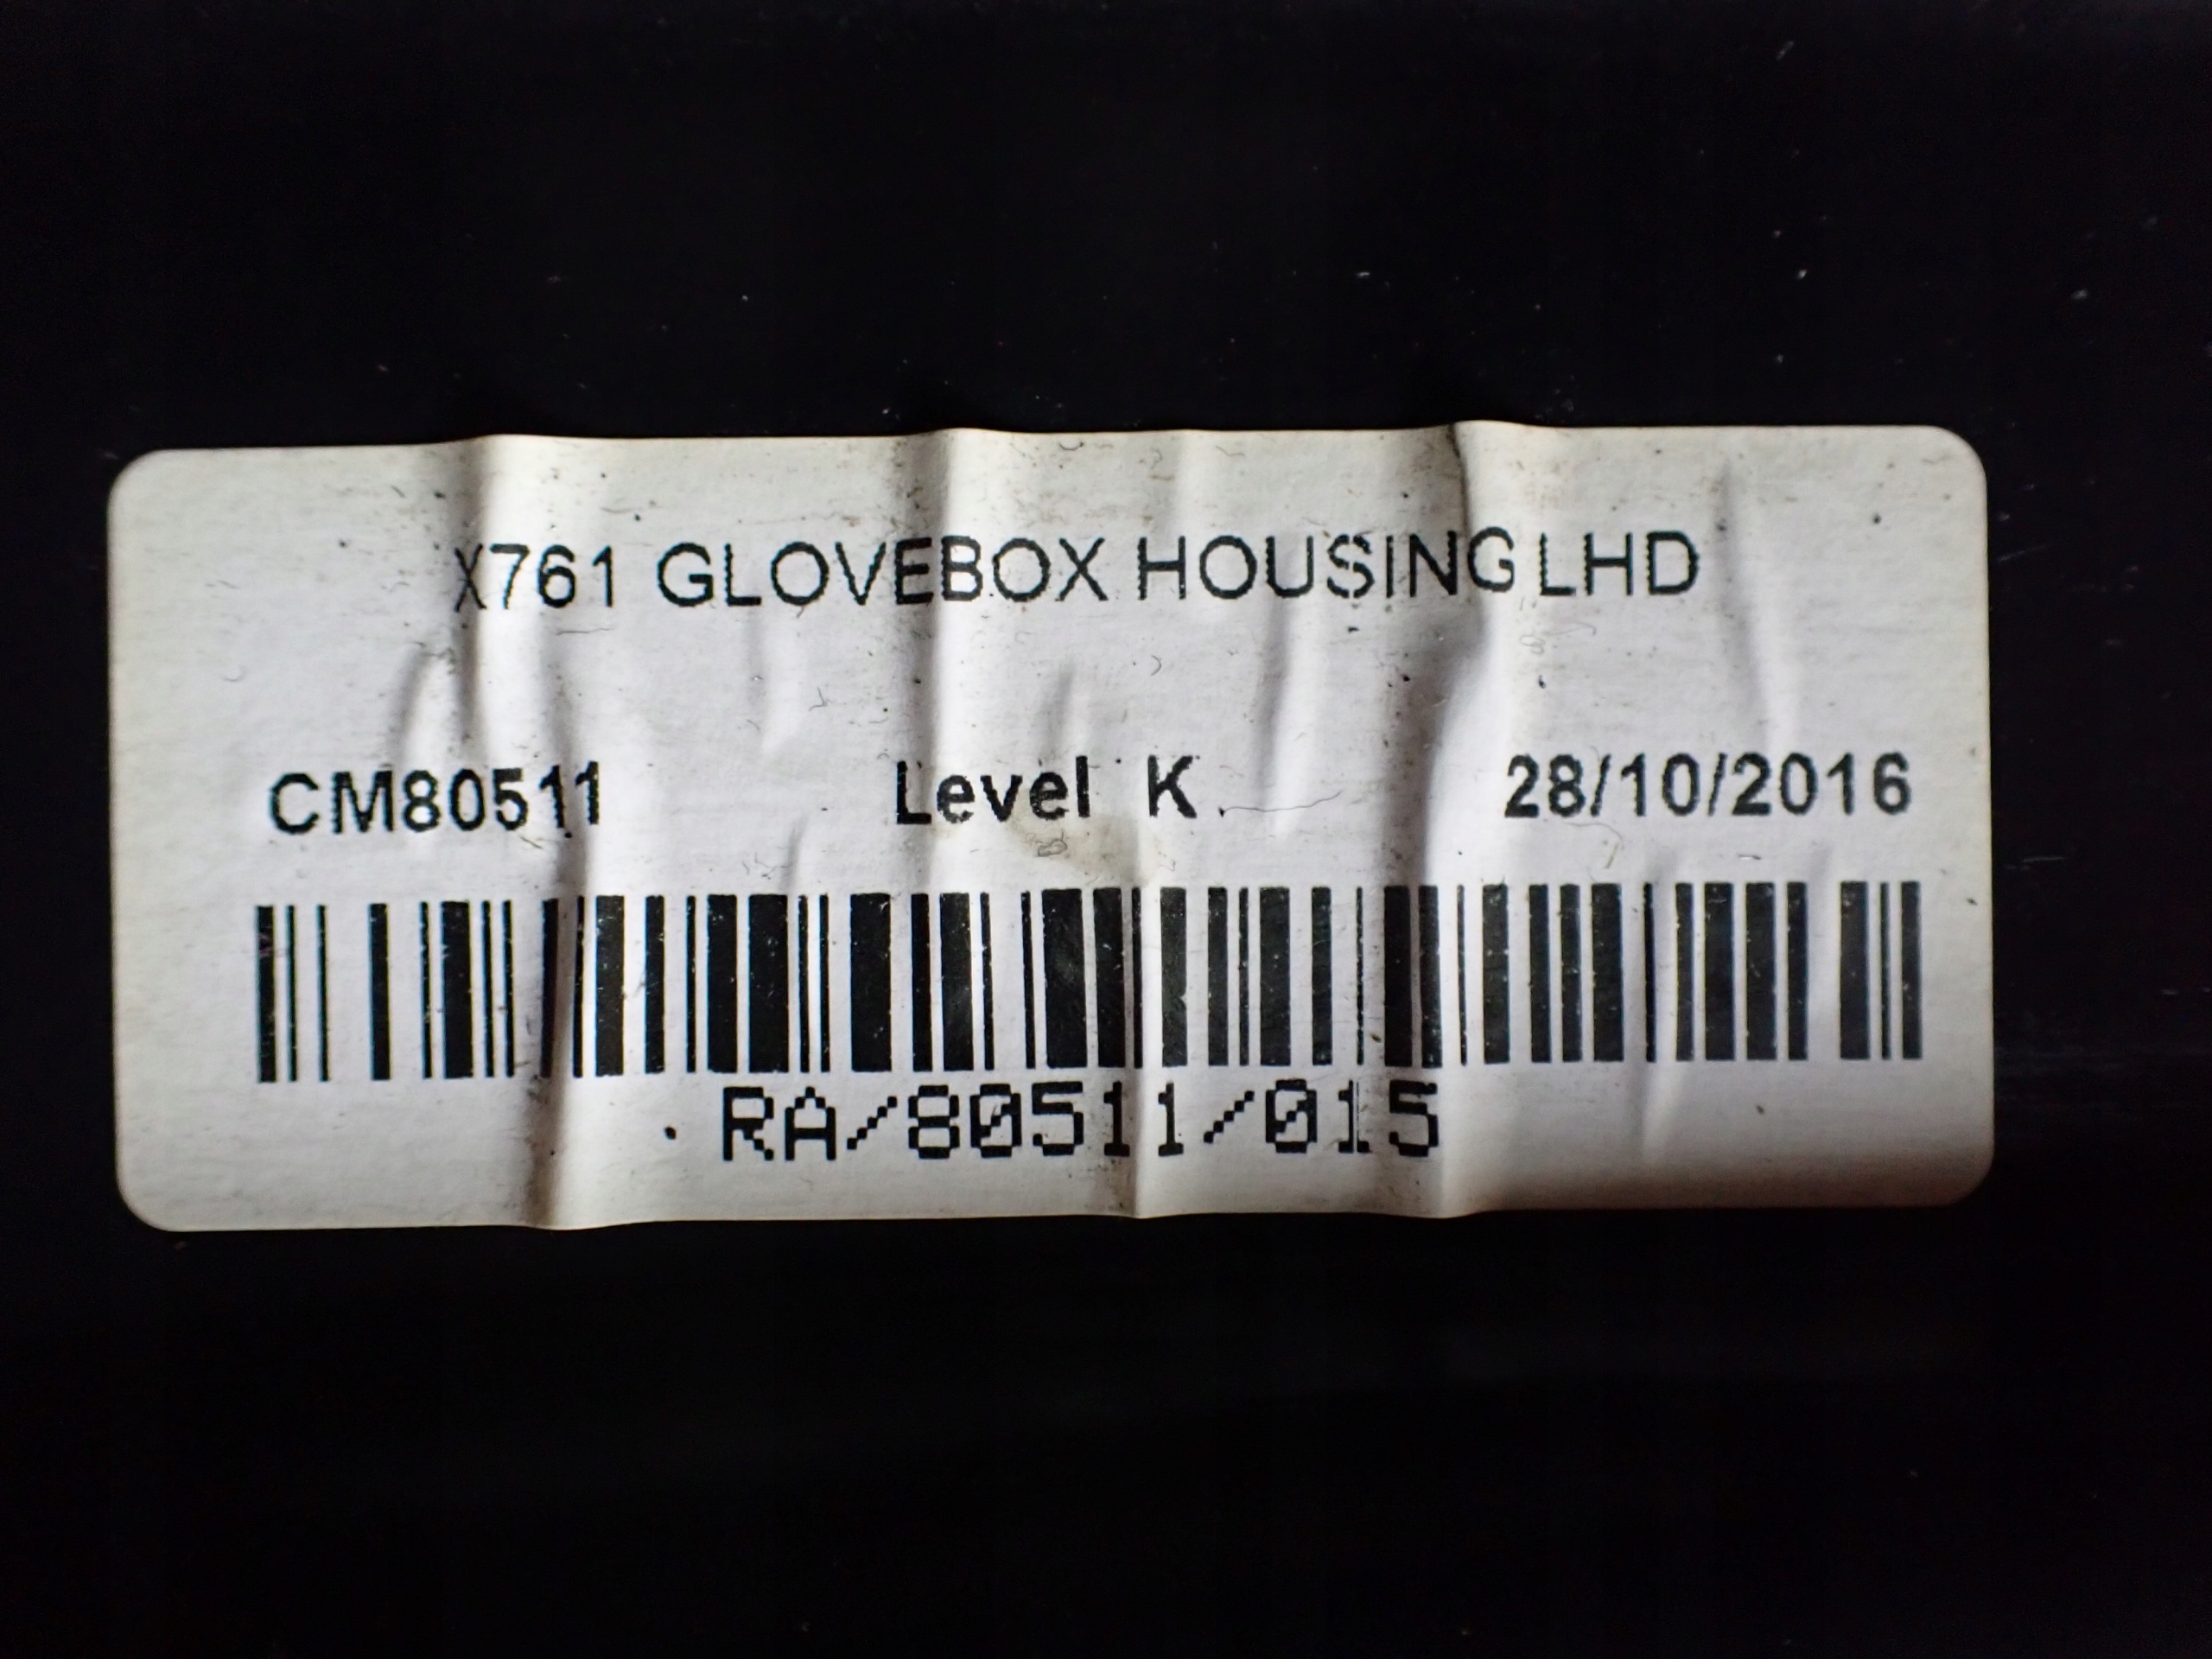 X761 GLOVEBOX HOUSING LHD
CM80511 Level K 28/10/2016
RA/80511/015